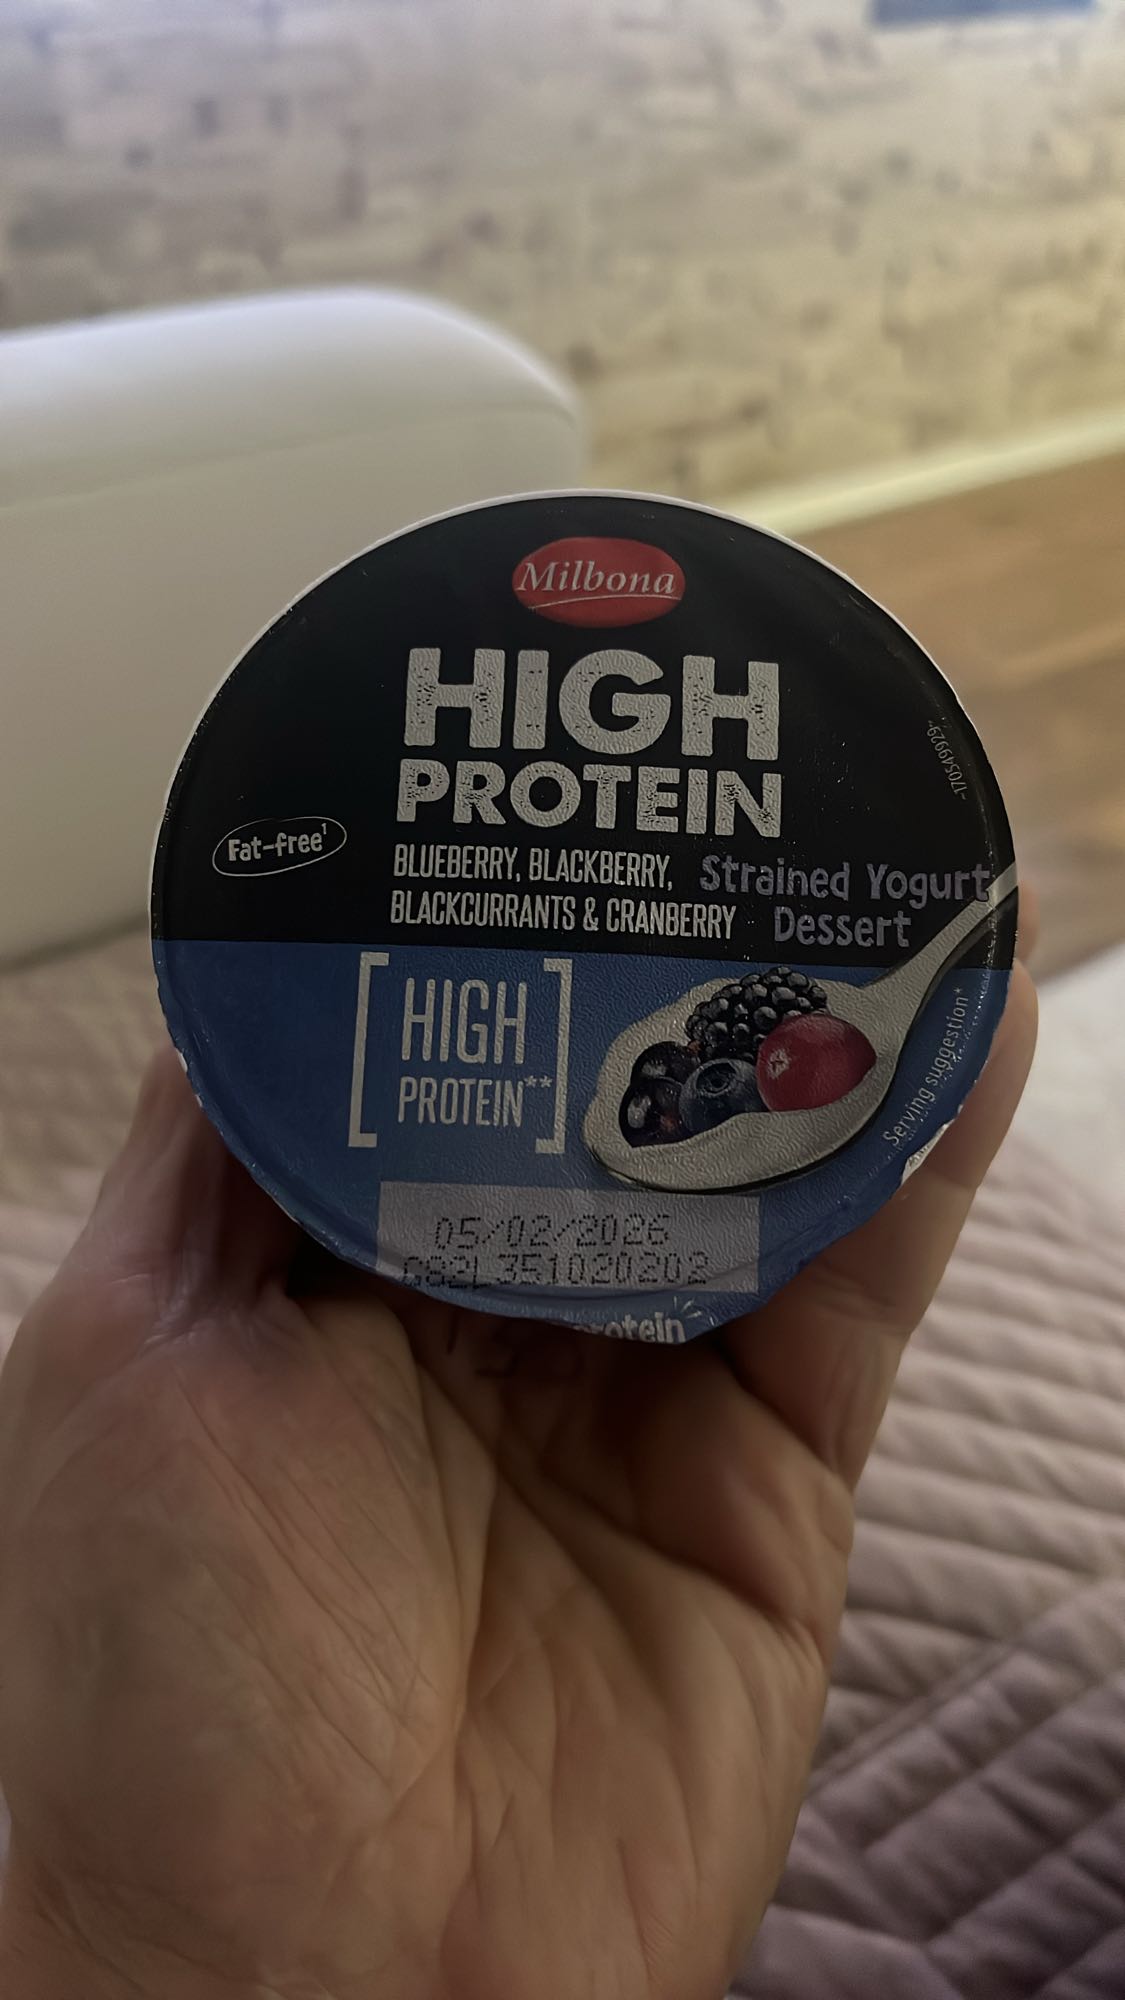 Milbona
HIGH
PROTEIN
Fat-free¹
BLUEBERRY, BLACKBERRY,
BLACKCURRANTS & CRANBERRY
Strained Yogurt
Dessert
[HIGH
PROTEIN**]
Serving suggestion*
05/02/2026
351020202